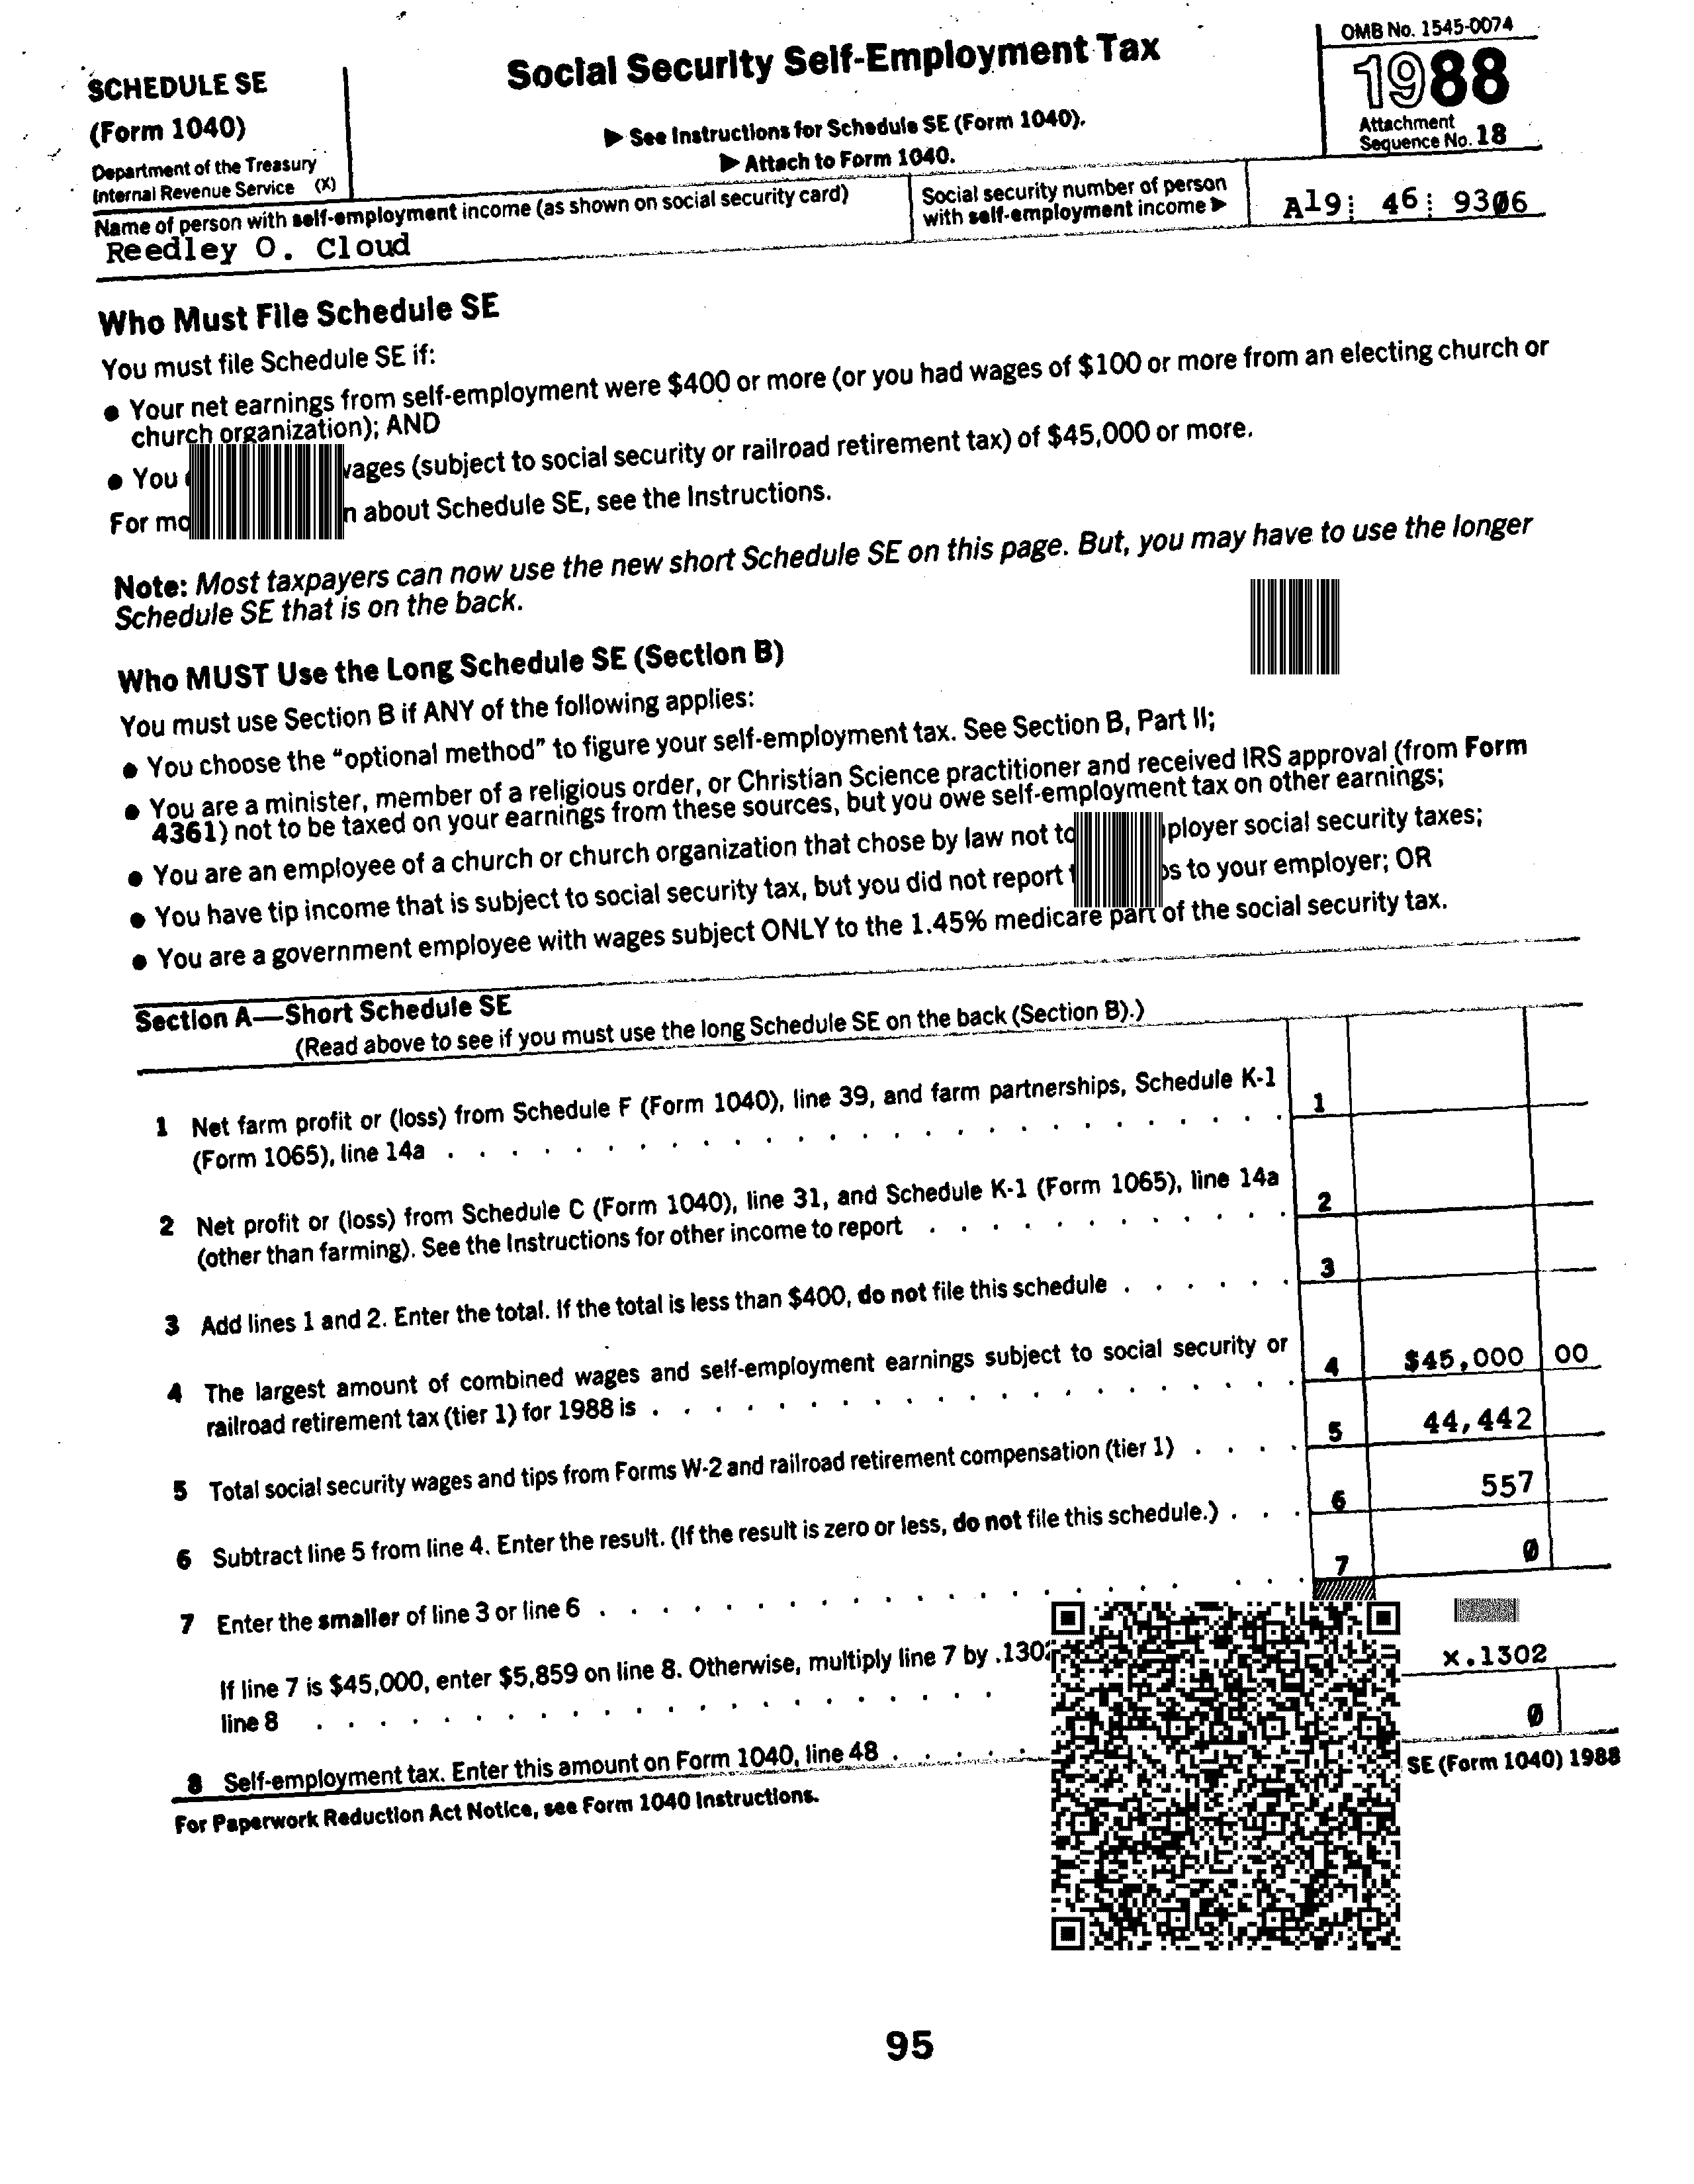 SCHEDULE SE
(Form 1040)
Department of the Treasury
Internal Revenue Service (X)
Social Security Self-Employment Tax
▶ See Instructions for Schedule SE (Form 1040).
▶ Attach to Form 1040.
OMB No. 1545-0074
1988
Attachment
Sequence No. 18
Name of person with self-employment income (as shown on social security card)
Reedley O. Cloud
Social security number of person
with self-employment income ▶
A19 46 9306
Who Must File Schedule SE
You must file Schedule SE if:
● Your net earnings from self-employment were $400 or more (or you had wages of $100 or more from an electing church or
church organization); AND
● You wages (subject to social security or railroad retirement tax) of $45,000 or more.
For about Schedule SE, see the Instructions.
Note: Most taxpayers can now use the new short Schedule SE on this page. But, you may have to use the longer
Schedule SE that is on the back.
Who MUST Use the Long Schedule SE (Section B)
You must use Section B if ANY of the following applies:
● You choose the "optional method" to figure your self-employment tax. See Section B, Part II;
● You are a minister, member of a religious order, or Christian Science practitioner and received IRS approval (from Form
4361) not to be taxed on your earnings from these sources, but you owe self-employment tax on other earnings;
● You are an employee of a church or church organization that chose by law not to social security taxes;
● You have tip income that is subject to social security tax, but you did not report to your employer; OR
● You are a government employee with wages subject ONLY to the 1.45% medicare part of the social security tax.
Section A—Short Schedule SE
(Read above to see if you must use the long Schedule SE on the back (Section B).)
1 Net farm profit or (loss) from Schedule F (Form 1040), line 39, and farm partnerships, Schedule K-1
(Form 1065), line 14a . . . . . . . . . . . . . . . . . . . . . . . . . . 1
2 Net profit or (loss) from Schedule C (Form 1040), line 31, and Schedule K-1 (Form 1065), line 14a
(other than farming). See the Instructions for other income to report . . . . . . . . . . . . 2
3 Add lines 1 and 2. Enter the total. If the total is less than $400, do not file this schedule . . . . . . 3
4 The largest amount of combined wages and self-employment earnings subject to social security or
railroad retirement tax (tier 1) for 1988 is . . . . . . . . . . . . . . . . . . . . 4 $45,000 00
5 Total social security wages and tips from Forms W-2 and railroad retirement compensation (tier 1) . . . . 5 44,442
6 Subtract line 5 from line 4. Enter the result. (If the result is zero or less, do not file this schedule.) . . . 6 557
7 Enter the smaller of line 3 or line 6 . . . . . . . . . . . . . . . . . . . . . . 7 0
If line 7 is $45,000, enter $5,859 on line 8. Otherwise, multiply line 7 by .1302
line 8 . . . . . . . . . . . . . . . . . . . . . . x.1302
8 Self-employment tax. Enter this amount on Form 1040, line 48 . . . . . 0
For Paperwork Reduction Act Notice, see Form 1040 Instructions.
SE (Form 1040) 1988
95